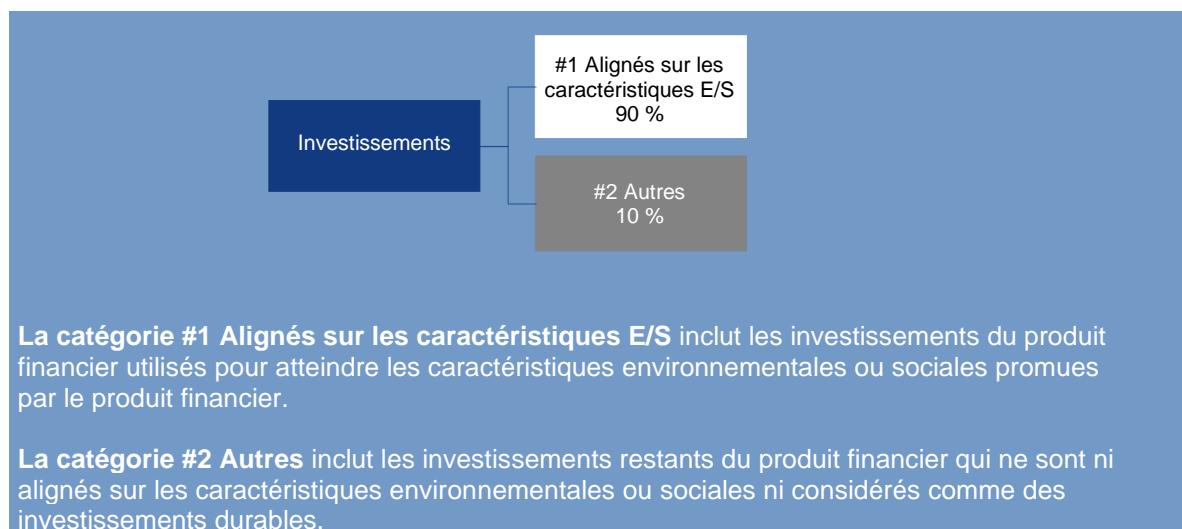 #1 Alignés sur les
caractéristiques E/S
90 %
Investissements
#2 Autres
10 %
La catégorie #1 Alignés sur les caractéristiques E/S inclut les investissements du produit
financier utilisés pour atteindre les caractéristiques environnementales ou sociales promues
par le produit financier.
La catégorie #2 Autres inclut les investissements restants du produit financier qui ne sont ni
alignés sur les caractéristiques environnementales ou sociales ni considérés comme des
investissements durables.